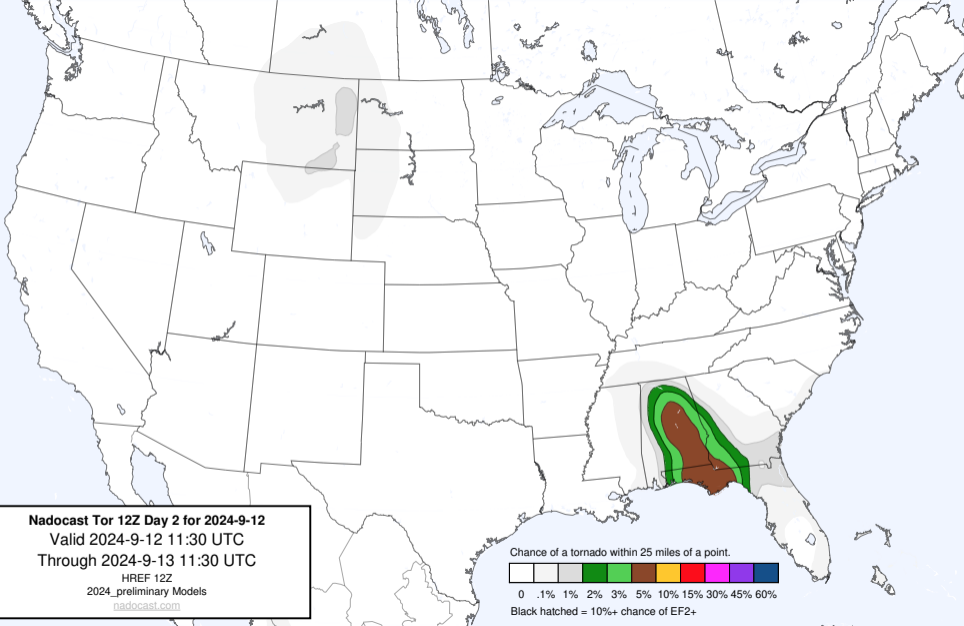 Nadocast Tor 12Z Day 2 for 2024-9-12
Valid 2024-9-12 11:30 UTC
Through 2024-9-13 11:30 UTC
HREF 12Z
2024_preliminary Models
nadocast.com
Chance of a tornado within 25 miles of a point.
0 .1% 1% 2% 3% 5% 10% 15% 30% 45% 60%
Black hatched = 10%+ chance of EF2+